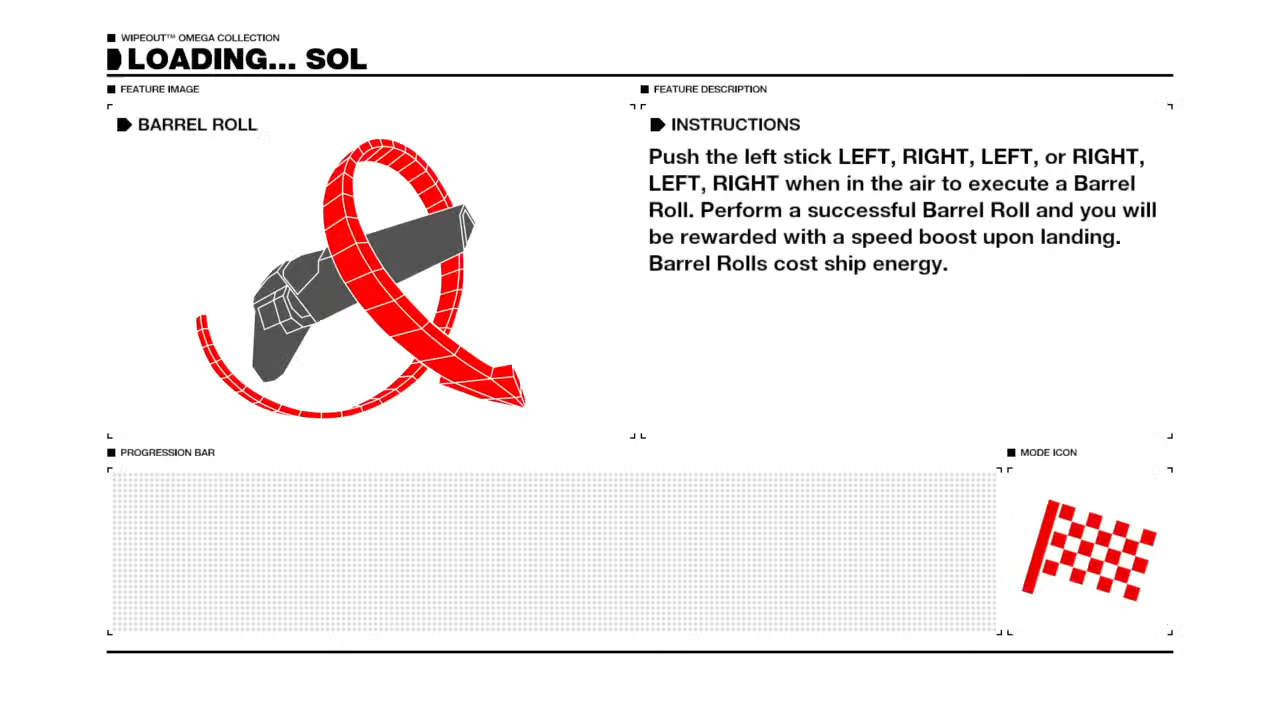 WIPEOUT™ OMEGA COLLECTION
LOADING... SOL
FEATURE IMAGE
BARREL ROLL
FEATURE DESCRIPTION
INSTRUCTIONS
Push the left stick LEFT, RIGHT, LEFT, or RIGHT,
LEFT, RIGHT when in the air to execute a Barrel
Roll. Perform a successful Barrel Roll and you will
be rewarded with a speed boost upon landing.
Barrel Rolls cost ship energy.
PROGRESSION BAR
MODE ICON